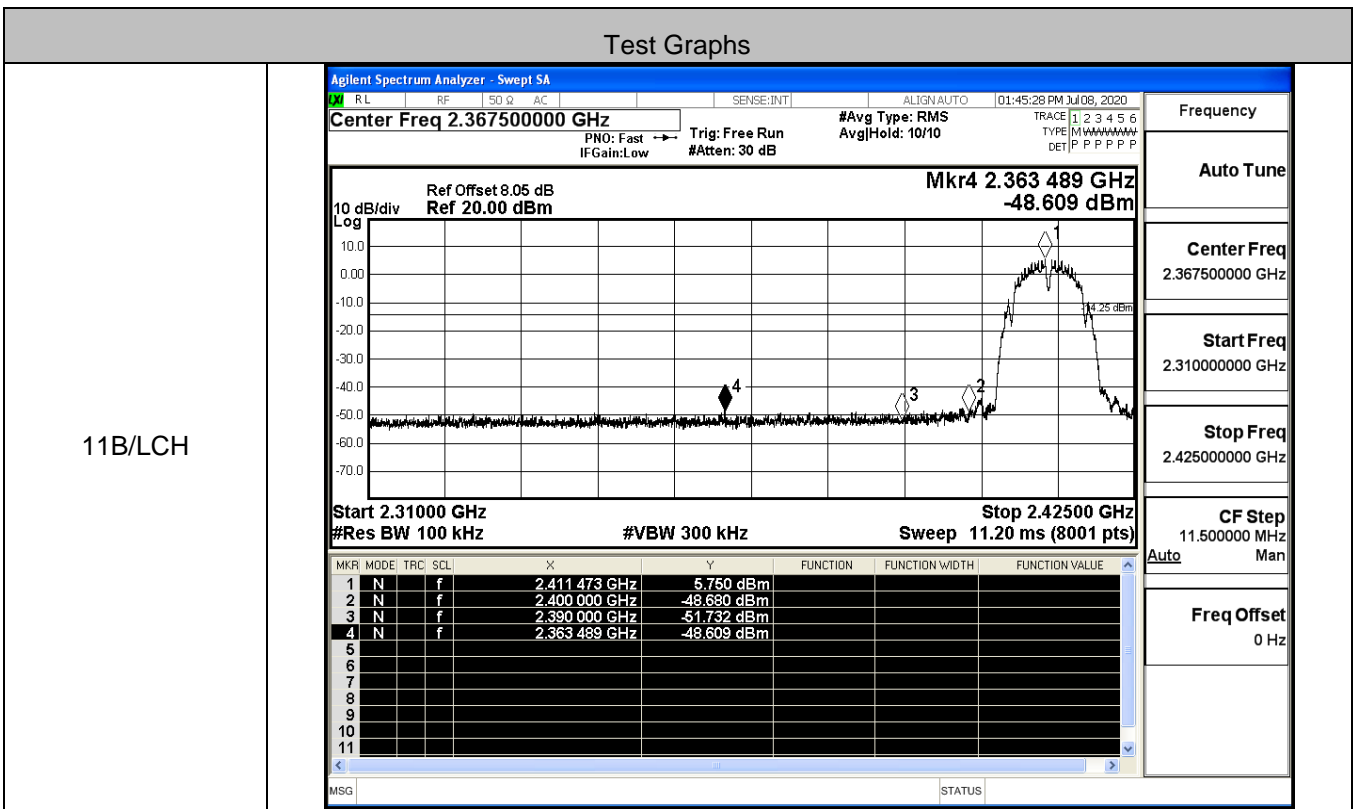 Test Graphs
11B/LCH
Agilent Spectrum Analyzer - Swept SA
LXI RL RF 50 Ω AC SENSE:INT ALIGN AUTO 01:45:28 PM Jul 08, 2020
Center Freq 2.367500000 GHz
PNO: Fast
IFGain:Low
Trig: Free Run
#Atten: 30 dB
#Avg Type: RMS
Avg|Hold: 10/10
TRACE 1 2 3 4 5 6
TYPE M WWWWW
DET P P P P P P
Ref Offset 8.05 dB
10 dB/div Ref 20.00 dBm
Log
Mkr4 2.363 489 GHz
-48.609 dBm
10.0
0.00
-10.0
-20.0
-30.0
-40.0
-50.0
-60.0
-70.0
1
2
3
4
Start 2.31000 GHz Stop 2.42500 GHz
#Res BW 100 kHz #VBW 300 kHz Sweep 11.20 ms (8001 pts)
MKR MODE TRC SCL X Y FUNCTION FUNCTION WIDTH FUNCTION VALUE
1 N f 2.411 473 GHz 5.750 dBm
2 N f 2.400 000 GHz -48.680 dBm
3 N f 2.390 000 GHz -51.732 dBm
4 N f 2.363 489 GHz -48.609 dBm
5
6
7
8
9
10
11
MSG STATUS
Frequency
Auto Tune
Center Freq
2.367500000 GHz
Start Freq
2.310000000 GHz
Stop Freq
2.425000000 GHz
CF Step
11.500000 MHz
Auto Man
Freq Offset
0 Hz